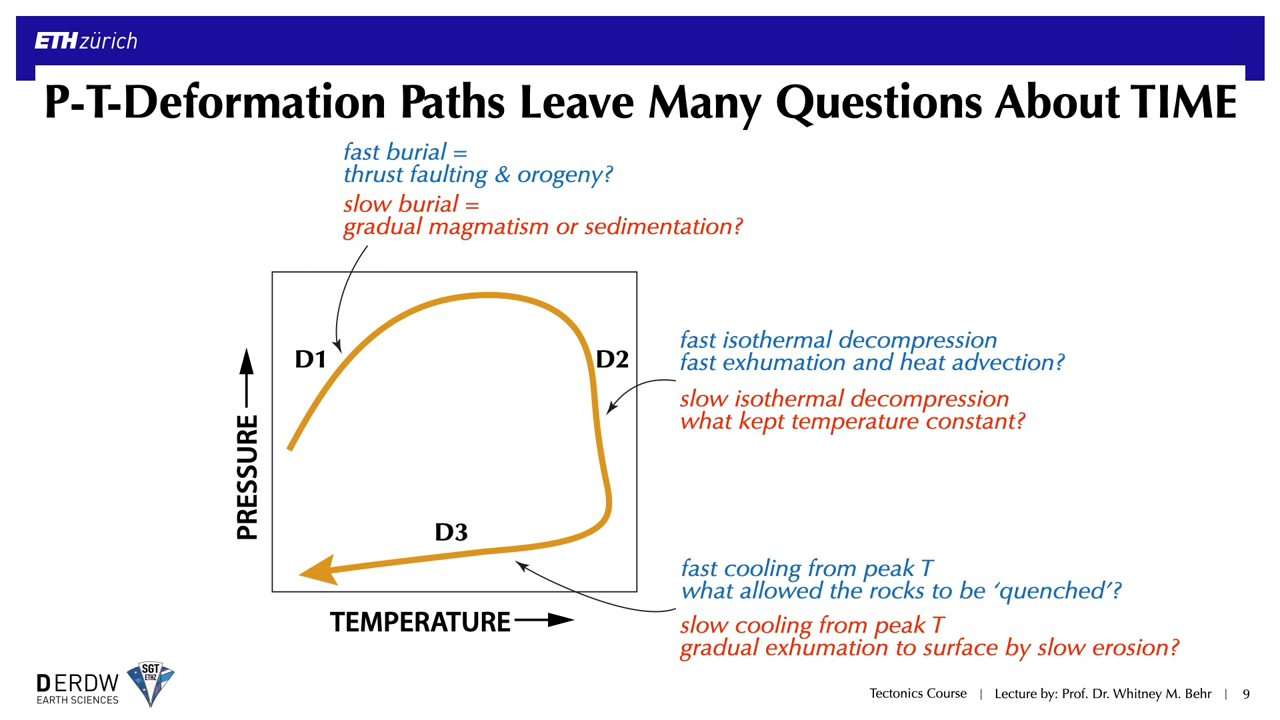 ETH zürich
P-T-Deformation Paths Leave Many Questions About TIME
fast burial =
thrust faulting & orogeny?
slow burial =
gradual magmatism or sedimentation?
D1
D2
fast isothermal decompression
fast exhumation and heat advection?
slow isothermal decompression
what kept temperature constant?
PRESSURE
D3
fast cooling from peak T
what allowed the rocks to be ‘quenched’?
TEMPERATURE
slow cooling from peak T
gradual exhumation to surface by slow erosion?
DERDW
EARTH SCIENCES
SGT
ETHZ
Tectonics Course | Lecture by: Prof. Dr. Whitney M. Behr | 9